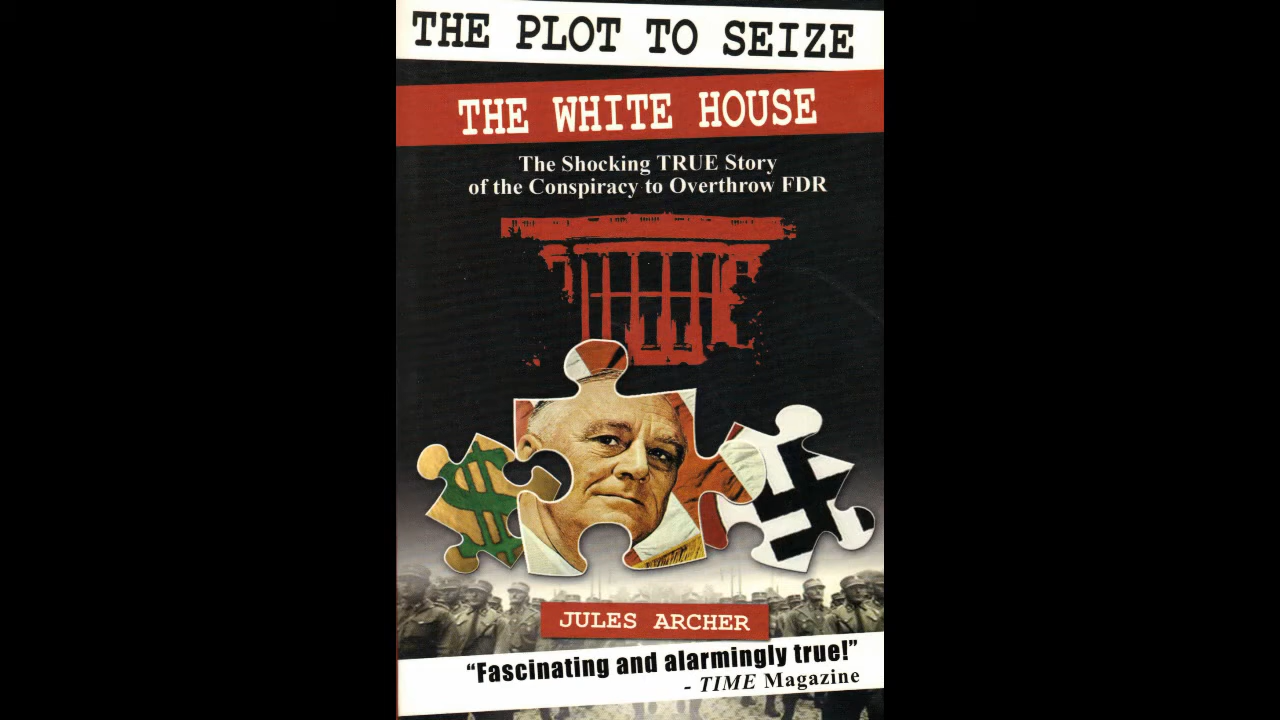 THE PLOT TO SEIZE
THE WHITE HOUSE
The Shocking TRUE Story
of the Conspiracy to Overthrow FDR
$
JULES ARCHER
“Fascinating and alarmingly true!”
- TIME Magazine